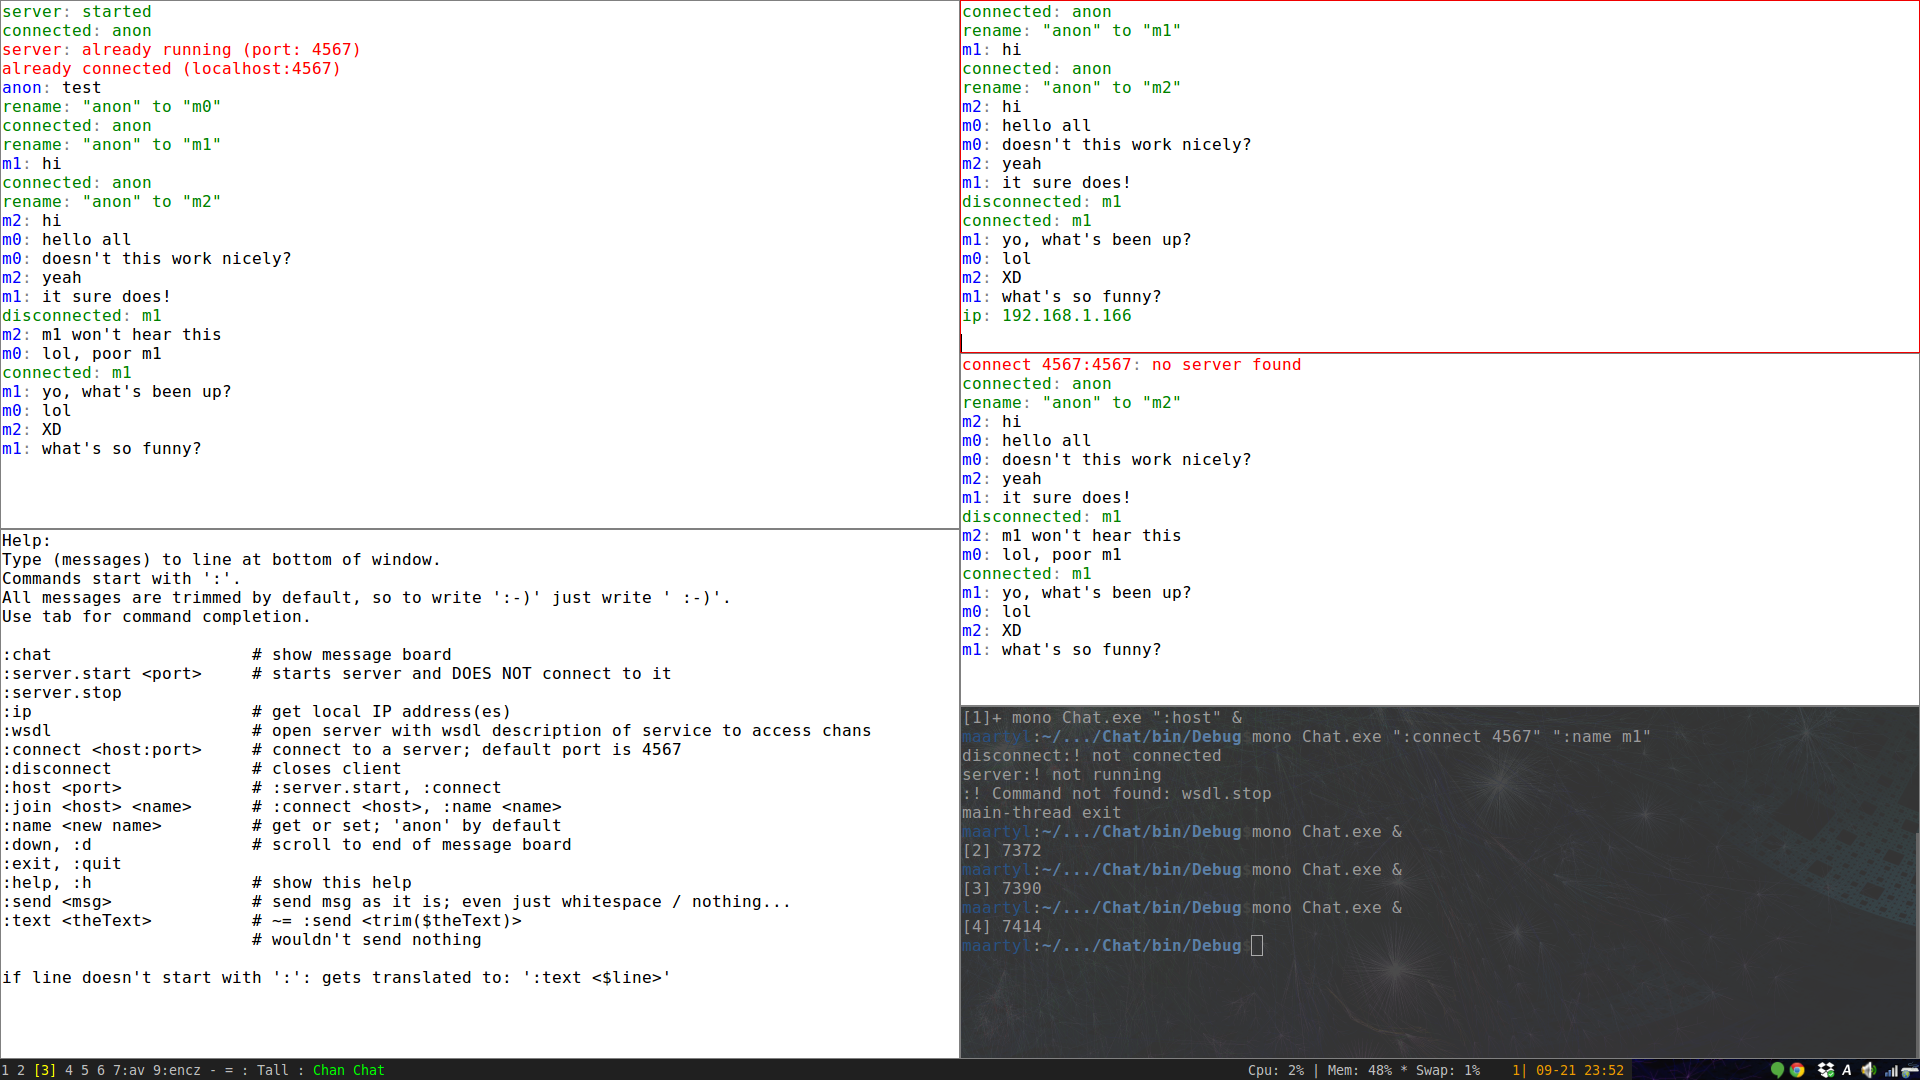 server: started
connected: anon
server: already running (port: 4567)
already connected (localhost:4567)
anon: test
rename: "anon" to "m0"
connected: anon
rename: "anon" to "m1"
m1: hi
connected: anon
rename: "anon" to "m2"
m2: hi
m0: hello all
m0: doesn't this work nicely?
m2: yeah
m1: it sure does!
disconnected: m1
m2: m1 won't hear this
m0: lol, poor m1
connected: m1
m1: yo, what's been up?
m0: lol
m2: XD
m1: what's so funny?
Help:
Type (messages) to line at bottom of window.
Commands start with ':'.
All messages are trimmed by default, so to write ':-)' just write ' :-)'.
Use tab for command completion.
:chat                    # show message board
:server.start <port>     # starts server and DOES NOT connect to it
:server.stop
:ip                      # get local IP address(es)
:wsdl                    # open server with wsdl description of service to access chans
:connect <host:port>     # connect to a server; default port is 4567
:disconnect              # closes client
:host <port>             # :server.start, :connect
:join <host> <name>      # :connect <host>, :name <name>
:name <new name>         # get or set; 'anon' by default
:down, :d                # scroll to end of message board
:exit, :quit
:help, :h                # show this help
:send <msg>              # send msg as it is; even just whitespace / nothing...
:text <theText>          # ~= :send <trim($theText)>
                         # wouldn't send nothing
if line doesn't start with ':': gets translated to: ':text <$line>'
connected: anon
rename: "anon" to "m1"
m1: hi
connected: anon
rename: "anon" to "m2"
m2: hi
m0: hello all
m0: doesn't this work nicely?
m2: yeah
m1: it sure does!
disconnected: m1
connected: m1
m1: yo, what's been up?
m0: lol
m2: XD
m1: what's so funny?
ip: 192.168.1.166
connect 4567:4567: no server found
connected: anon
rename: "anon" to "m2"
m2: hi
m0: hello all
m0: doesn't this work nicely?
m2: yeah
m1: it sure does!
disconnected: m1
m2: m1 won't hear this
m0: lol, poor m1
connected: m1
m1: yo, what's been up?
m0: lol
m2: XD
m1: what's so funny?
[1]+ mono Chat.exe ":host" &
maartyl:~/.../Chat/bin/Debug$mono Chat.exe ":connect 4567" ":name m1"
disconnect:! not connected
server:! not running
:! Command not found: wsdl.stop
main-thread exit
maartyl:~/.../Chat/bin/Debug$mono Chat.exe &
[2] 7372
maartyl:~/.../Chat/bin/Debug$mono Chat.exe &
[3] 7390
maartyl:~/.../Chat/bin/Debug$mono Chat.exe &
[4] 7414
maartyl:~/.../Chat/bin/Debug$
1 2 [3] 4 5 6 7:av 9:encz - = : Tall : Chan Chat
Cpu: 2% | Mem: 48% * Swap: 1%    1| 09-21 23:52
A